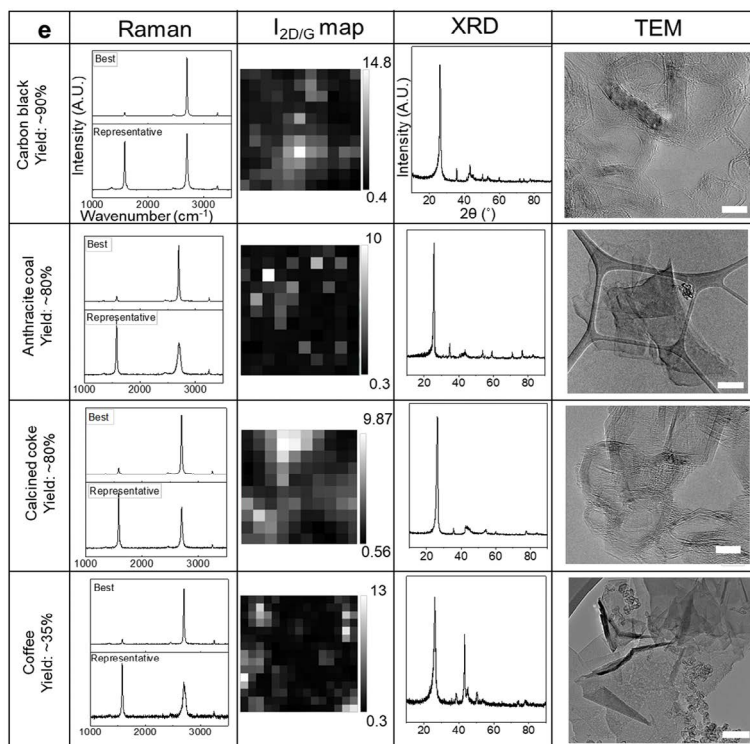 e
Raman
I2D/G map
XRD
TEM
Carbon black
Yield: ~90%
Best
Representative
Intensity (A.U.)
1000 2000 3000
Wavenumber (cm-1)
14.8
0.4
Intensity (A.U.)
20 40 60 80
2θ (°)
Anthracite coal
Yield: ~80%
Best
Representative
1000 2000 3000
10
0.3
20 40 60 80
Calcined coke
Yield: ~80%
Best
Representative
1000 2000 3000
9.87
0.56
20 40 60 80
Coffee
Yield: ~35%
Best
Representative
1000 2000 3000
13
0.3
20 40 60 80